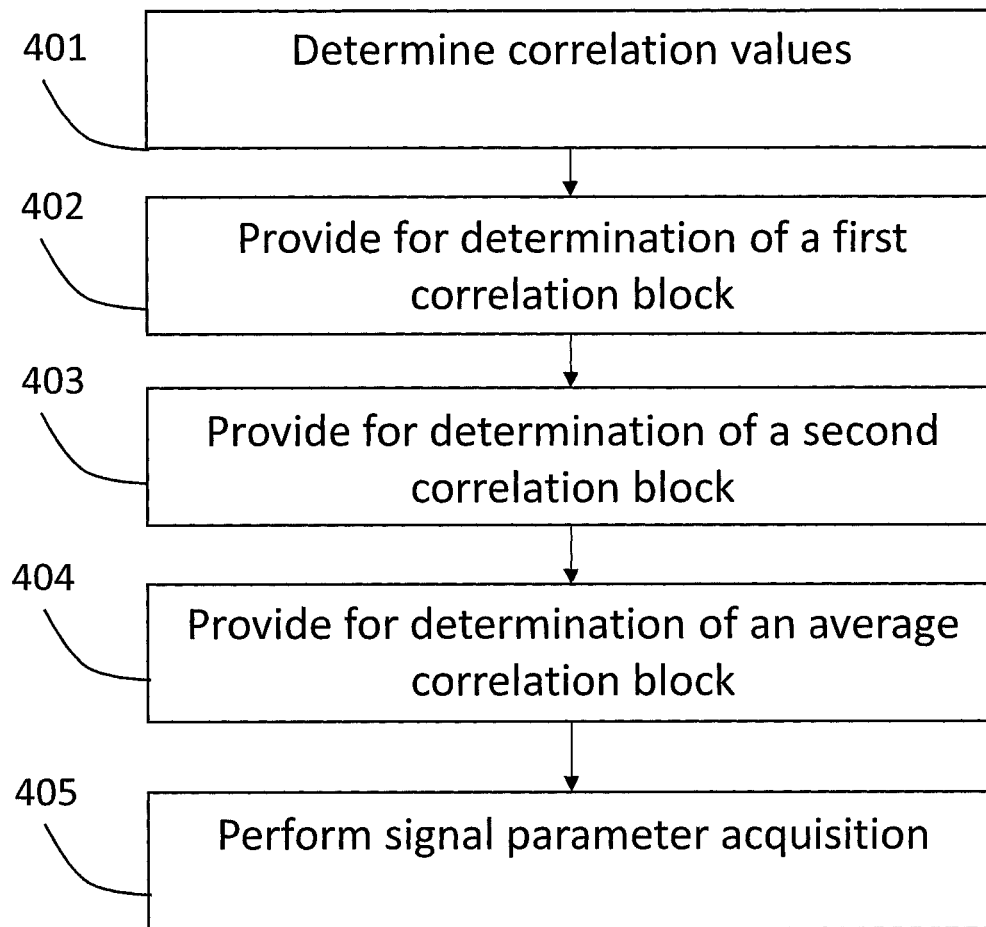 401
Determine correlation values
402
Provide for determination of a first
correlation block
403
Provide for determination of a second
correlation block
404
Provide for determination of an average
correlation block
405
Perform signal parameter acquisition